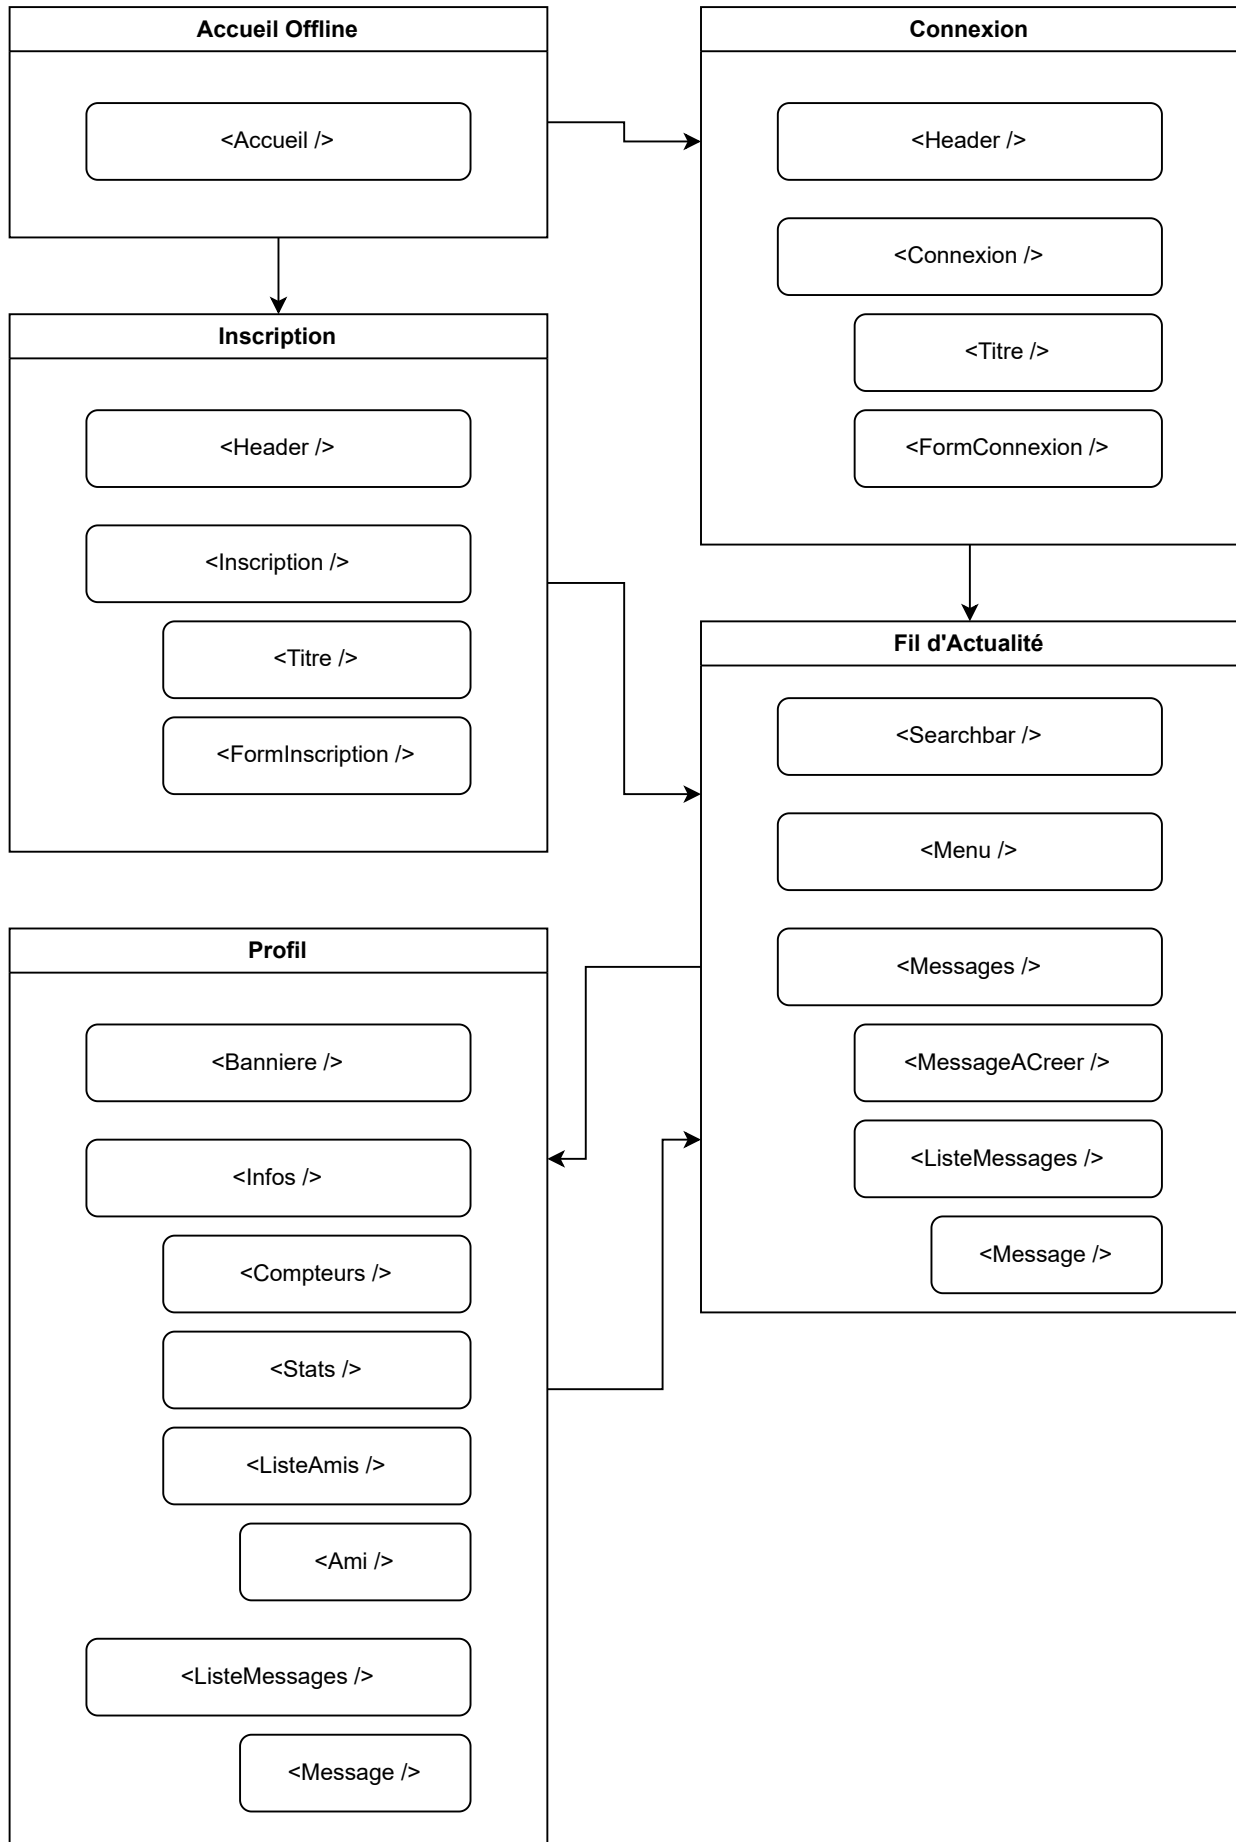 Accueil Offline
<Accueil />
Connexion
<Header />
<Connexion />
<Titre />
<FormConnexion />
Inscription
<Header />
<Inscription />
<Titre />
<FormInscription />
Fil d'Actualité
<Searchbar />
<Menu />
<Messages />
<MessageACreer />
<ListeMessages />
<Message />
Profil
<Banniere />
<Infos />
<Compteurs />
<Stats />
<ListeAmis />
<Ami />
<ListeMessages />
<Message />